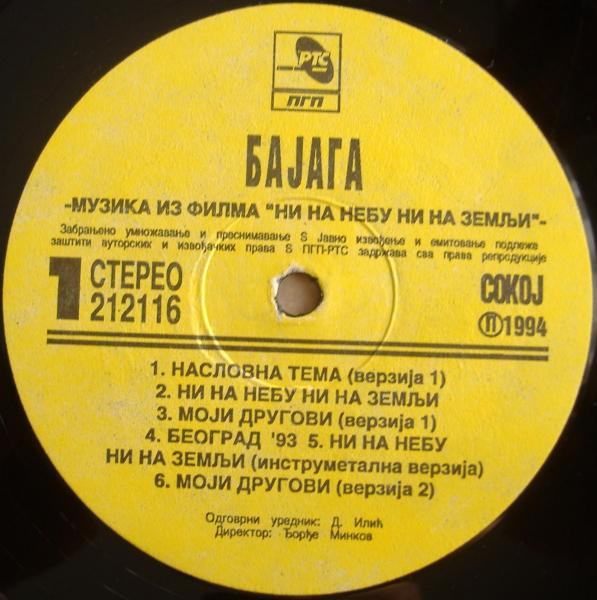 РТС
ПГП
БАЈАГА
-МУЗИКА ИЗ ФИЛМА "НИ НА НЕБУ НИ НА ЗЕМЉИ"-
Забрањено умножавање и преснимавање S Јавно извођење и емитовање подлежа
заштити ауторских и извођачких права S ПГП-РТС задржава сва права репродукције
1 СТЕРЕО
212116
СОКОЈ
Ⓟ1994
1. НАСЛОВНА ТЕМА (верзија 1)
2. НИ НА НЕБУ НИ НА ЗЕМЉИ
3. МОЈИ ДРУГОВИ (верзија 1)
4. БЕОГРАД '93 5. НИ НА НЕБУ
НИ НА ЗЕМЉИ (инструметална верзија)
6. МОЈИ ДРУГОВИ (верзија 2)
Одговрни уредник: Д. Илић
Директор: Ђорђе Минков